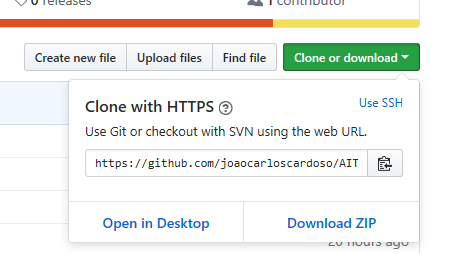 0 releases
1 contributor
Create new file Upload files Find file Clone or download
Clone with HTTPS ? Use SSH
Use Git or checkout with SVN using the web URL.
https://github.com/joaocarloscardoso/AIT
Open in Desktop Download ZIP
20 hours ago